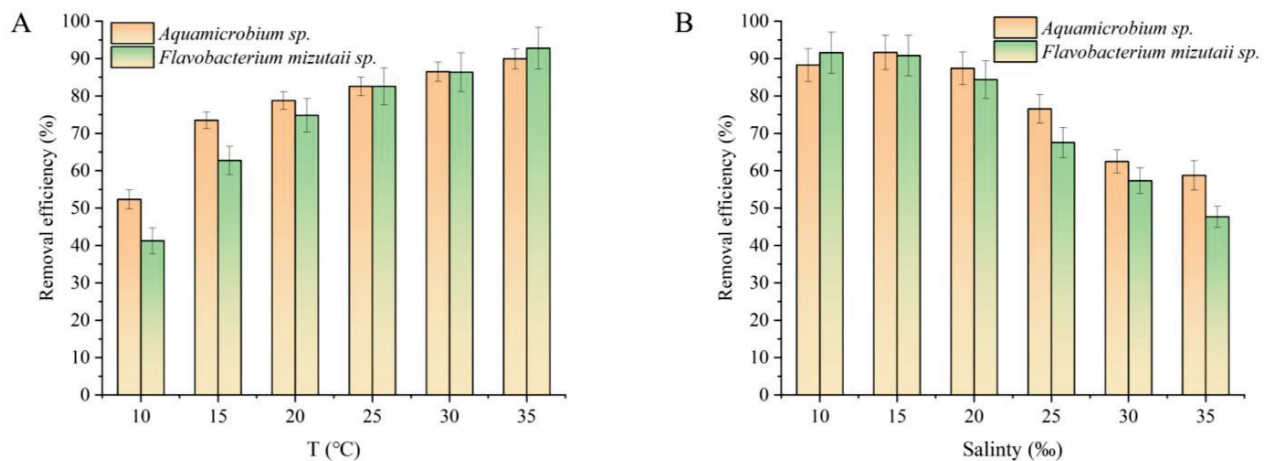 A
Removal efficiency (%)
100
90
80
70
60
50
40
30
20
10
0
Aquamicrobium sp.
Flavobacterium mizutaii sp.
10 15 20 25 30 35
T (℃)
B
Removal efficiency (%)
100
90
80
70
60
50
40
30
20
10
0
Aquamicrobium sp.
Flavobacterium mizutaii sp.
10 15 20 25 30 35
Salinty (‰)